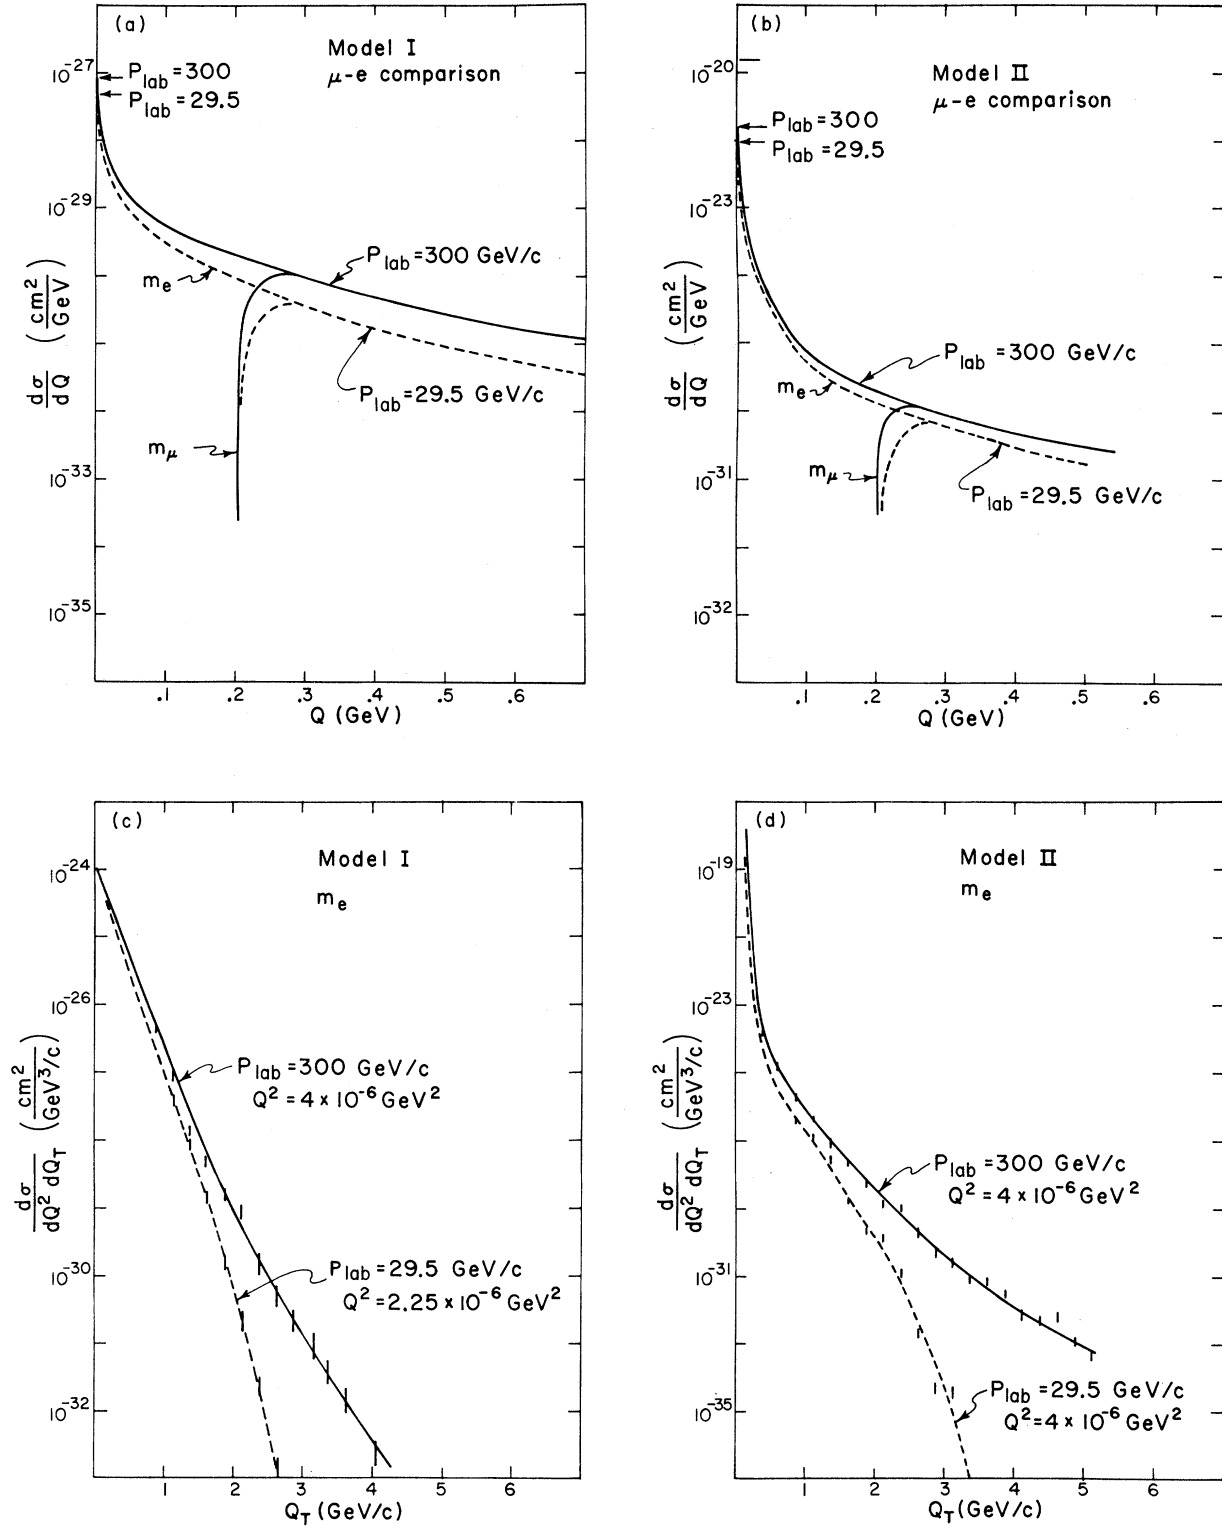 (a)
Model I
μ-e comparison
10⁻²⁷
P_lab = 300
P_lab = 29.5
10⁻²⁹
P_lab = 300 GeV/c
m_e
dσ/dQ (cm²/GeV)
P_lab = 29.5 GeV/c
m_μ
10⁻³³
10⁻³⁵
.1 .2 .3 .4 .5 .6
Q (GeV)
(b)
10⁻²⁰
Model II
μ-e comparison
P_lab = 300
P_lab = 29.5
10⁻²³
dσ/dQ (cm²/GeV)
P_lab = 300 GeV/c
m_e
m_μ
10⁻³¹
P_lab = 29.5 GeV/c
10⁻³²
.1 .2 .3 .4 .5 .6
Q (GeV)
(c)
Model I
10⁻²⁴
m_e
10⁻²⁶
P_lab = 300 GeV/c
Q² = 4 × 10⁻⁶ GeV²
dσ/dQ² dQ_T (cm²/GeV³/c)
10⁻³⁰
P_lab = 29.5 GeV/c
Q² = 2.25 × 10⁻⁶ GeV²
10⁻³²
1 2 3 4 5 6
Q_T (GeV/c)
(d)
Model II
10⁻¹⁹
m_e
10⁻²³
dσ/dQ² dQ_T (cm²/GeV³/c)
P_lab = 300 GeV/c
Q² = 4 × 10⁻⁶ GeV²
10⁻³¹
P_lab = 29.5 GeV/c
Q² = 4 × 10⁻⁶ GeV²
10⁻³⁵
1 2 3 4 5 6
Q_T (GeV/c)